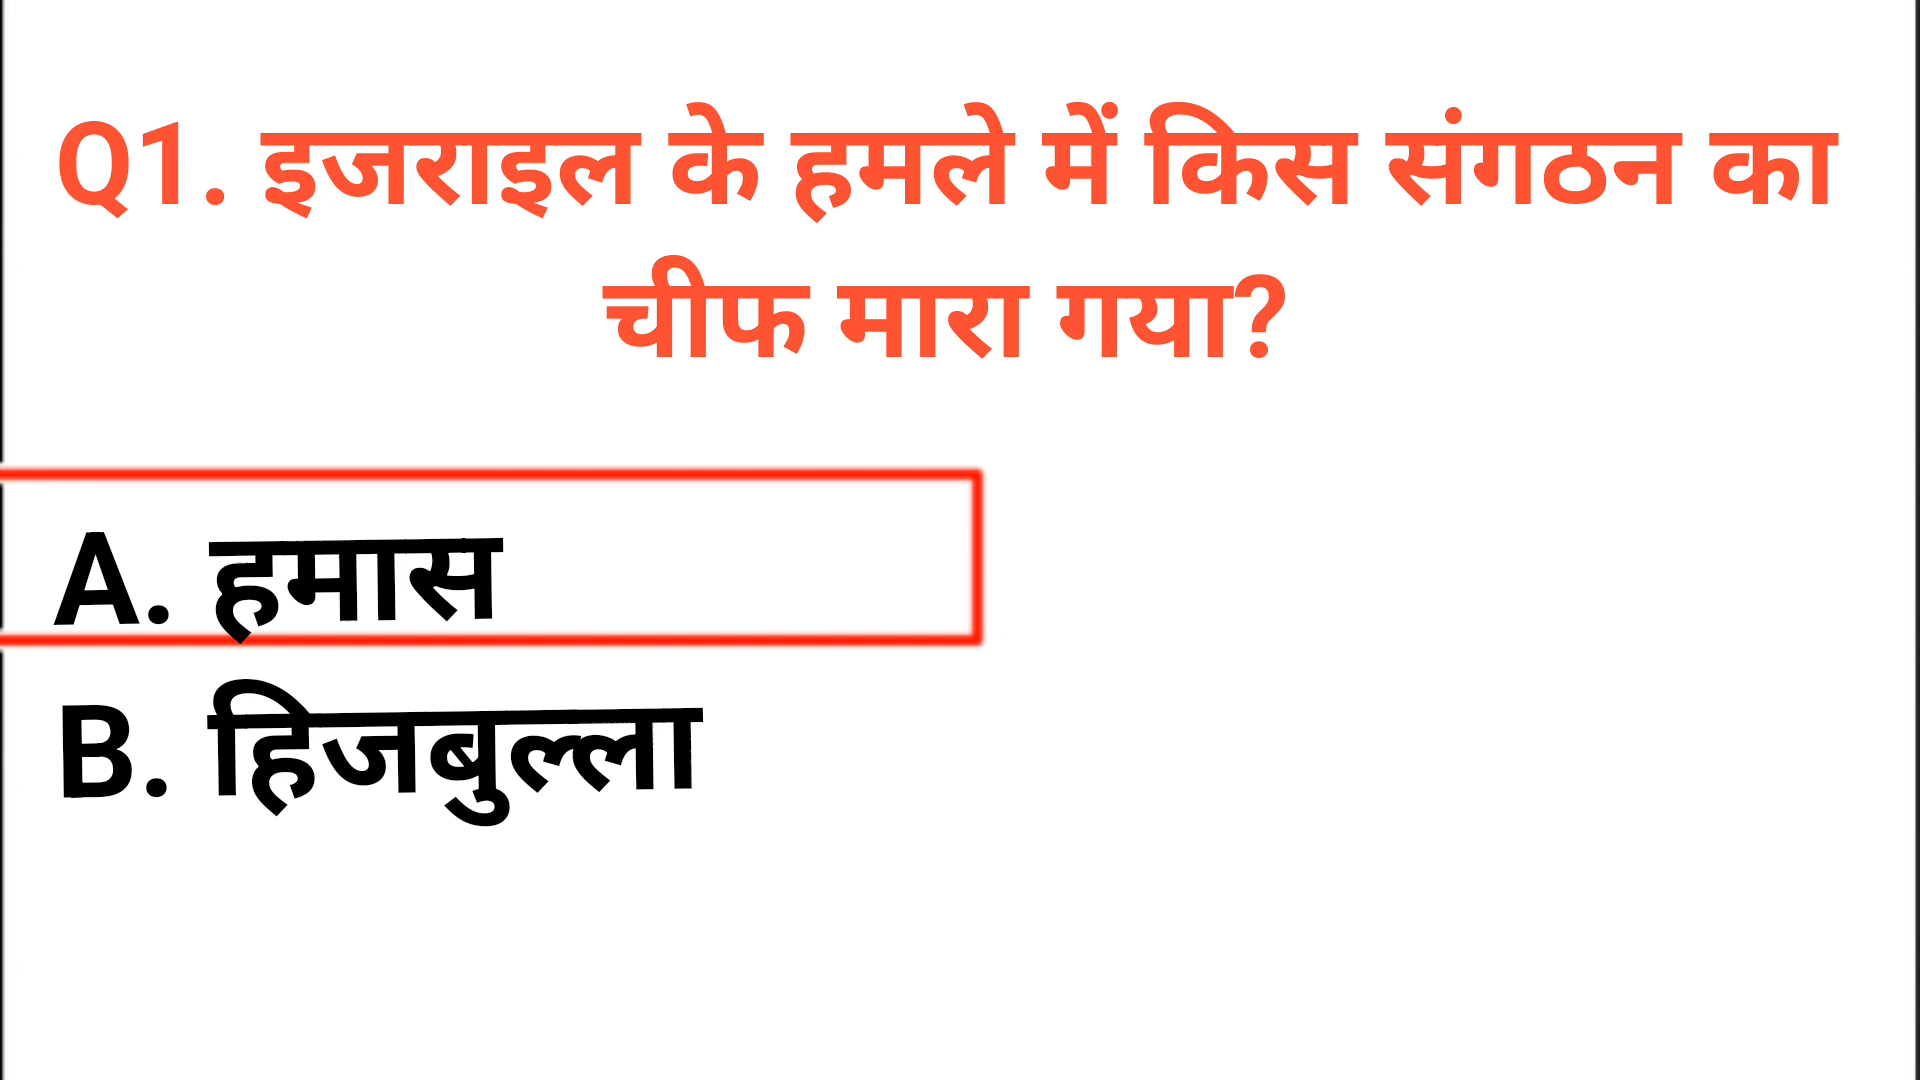 Q1. इजराइल के हमले में किस संगठन का
चीफ मारा गया?
A. हमास
B. हिजबुल्ला